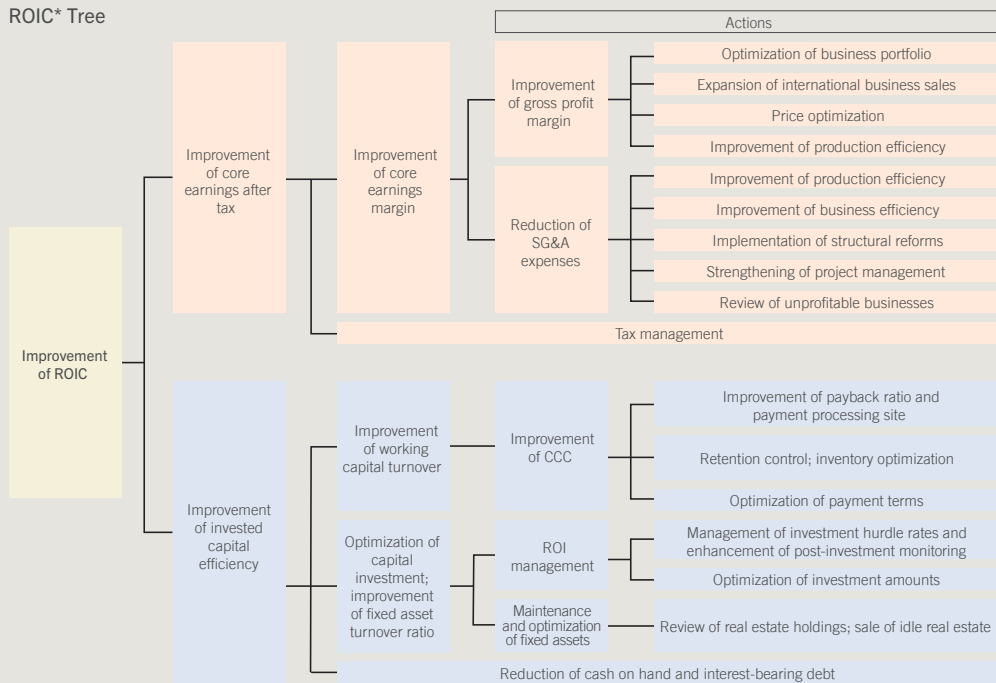 ROIC* Tree
Actions
Improvement
of ROIC
Improvement
of core
earnings after
tax
Improvement
of core
earnings
margin
Improvement
of gross profit
margin
Optimization of business portfolio
Expansion of international business sales
Price optimization
Improvement of production efficiency
Reduction of
SG&A
expenses
Improvement of production efficiency
Improvement of business efficiency
Implementation of structural reforms
Strengthening of project management
Review of unprofitable businesses
Tax management
Improvement
of invested
capital
efficiency
Improvement
of working
capital turnover
Improvement
of CCC
Improvement of payback ratio and
payment processing site
Retention control; inventory optimization
Optimization of payment terms
Optimization of
capital
investment;
improvement
of fixed asset
turnover ratio
ROI
management
Management of investment hurdle rates and
enhancement of post-investment monitoring
Optimization of investment amounts
Maintenance
and optimization
of fixed assets
Review of real estate holdings; sale of idle real estate
Reduction of cash on hand and interest-bearing debt